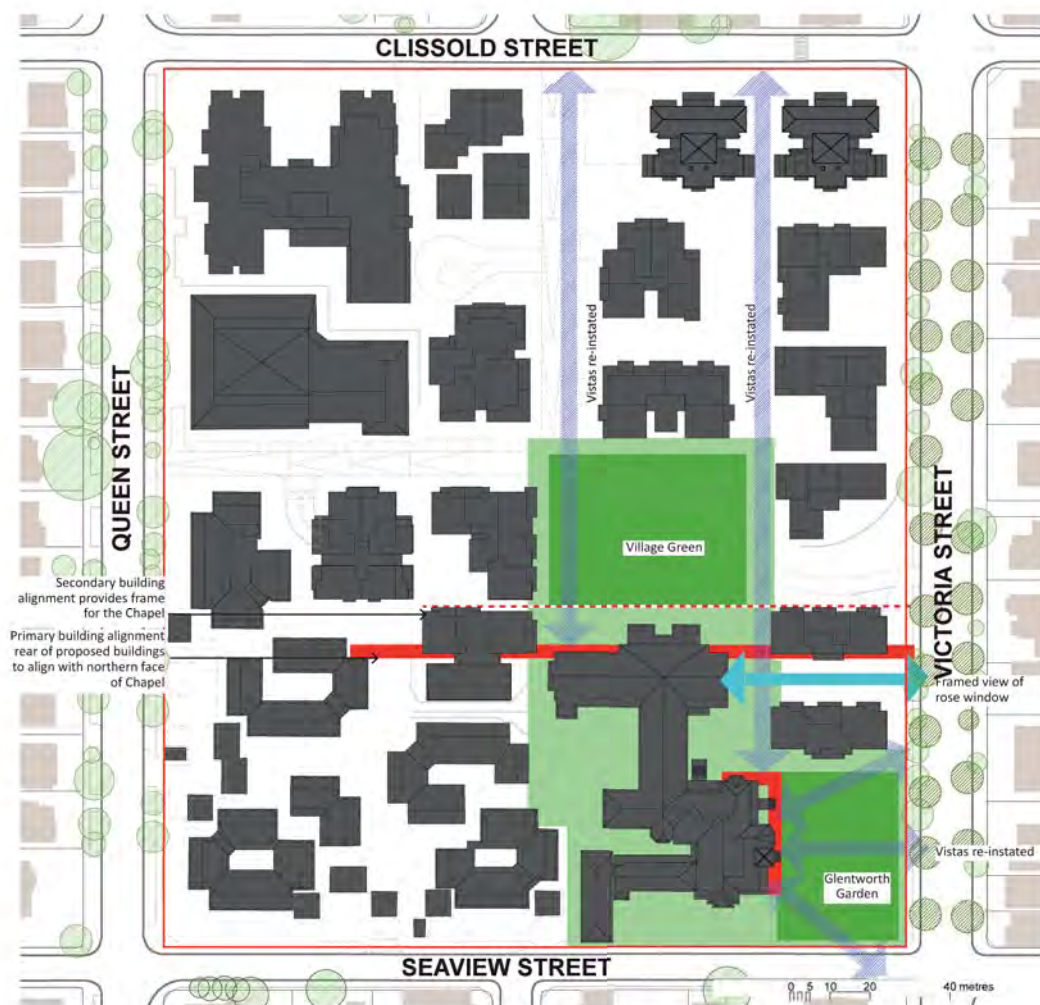 CLISSOLD STREET
Vistas re-instated
Vistas re-instated
QUEEN STREET
VICTORIA STREET
Village Green
Secondary building
alignment provides frame
for the Chapel
Primary building alignment
rear of proposed buildings
to align with northern face
of Chapel
Framed view of
rose window
Vistas re-instated
Glentworth
Garden
SEAVIEW STREET
0 5 10 20 40 metres